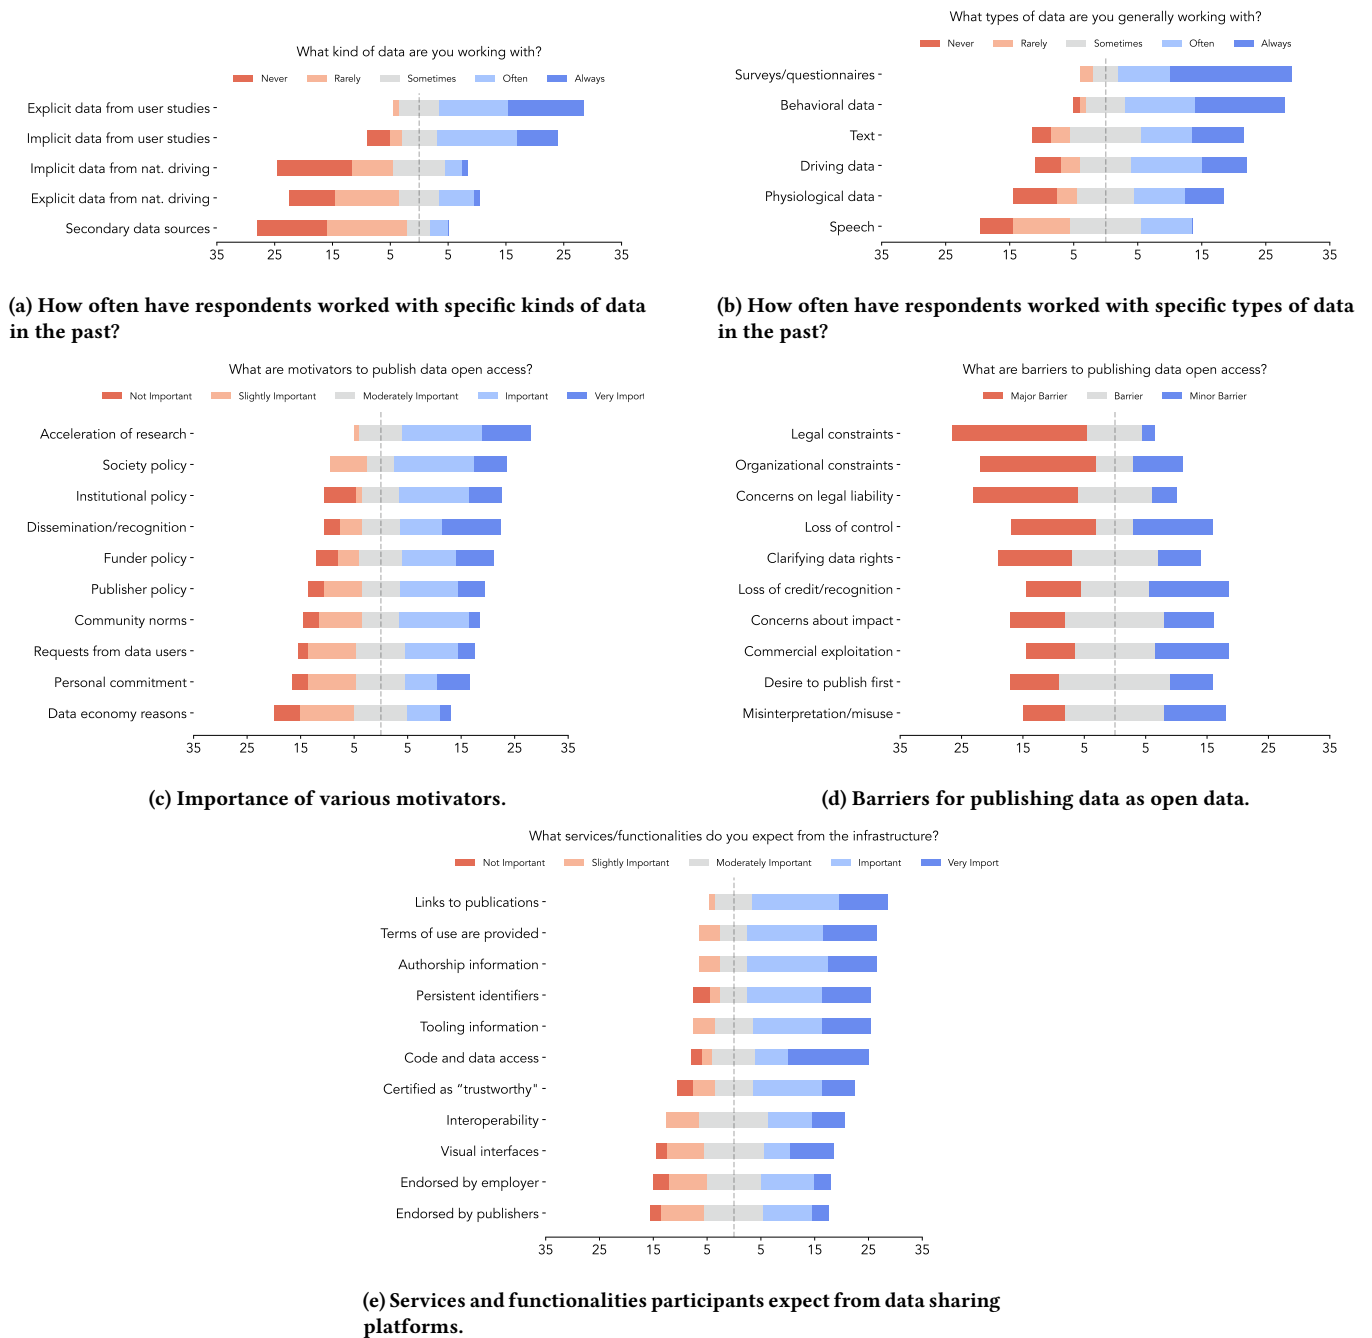 What kind of data are you working with?
Never Rarely Sometimes Often Always
Explicit data from user studies
Implicit data from user studies
Implicit data from nat. driving
Explicit data from nat. driving
Secondary data sources
35 25 15 5 5 15 25 35
(a) How often have respondents worked with specific kinds of data
in the past?
What types of data are you generally working with?
Never Rarely Sometimes Often Always
Surveys/questionnaires
Behavioral data
Text
Driving data
Physiological data
Speech
35 25 15 5 5 15 25 35
(b) How often have respondents worked with specific types of data
in the past?
What are motivators to publish data open access?
Not Important Slightly Important Moderately Important Important Very Import
Acceleration of research
Society policy
Institutional policy
Dissemination/recognition
Funder policy
Publisher policy
Community norms
Requests from data users
Personal commitment
Data economy reasons
35 25 15 5 5 15 25 35
(c) Importance of various motivators.
What are barriers to publishing data open access?
Major Barrier Barrier Minor Barrier
Legal constraints
Organizational constraints
Concerns on legal liability
Loss of control
Clarifying data rights
Loss of credit/recognition
Concerns about impact
Commercial exploitation
Desire to publish first
Misinterpretation/misuse
35 25 15 5 5 15 25 35
(d) Barriers for publishing data as open data.
What services/functionalities do you expect from the infrastructure?
Not Important Slightly Important Moderately Important Important Very Import
Links to publications
Terms of use are provided
Authorship information
Persistent identifiers
Tooling information
Code and data access
Certified as “trustworthy"
Interoperability
Visual interfaces
Endorsed by employer
Endorsed by publishers
35 25 15 5 5 15 25 35
(e) Services and functionalities participants expect from data sharing
platforms.